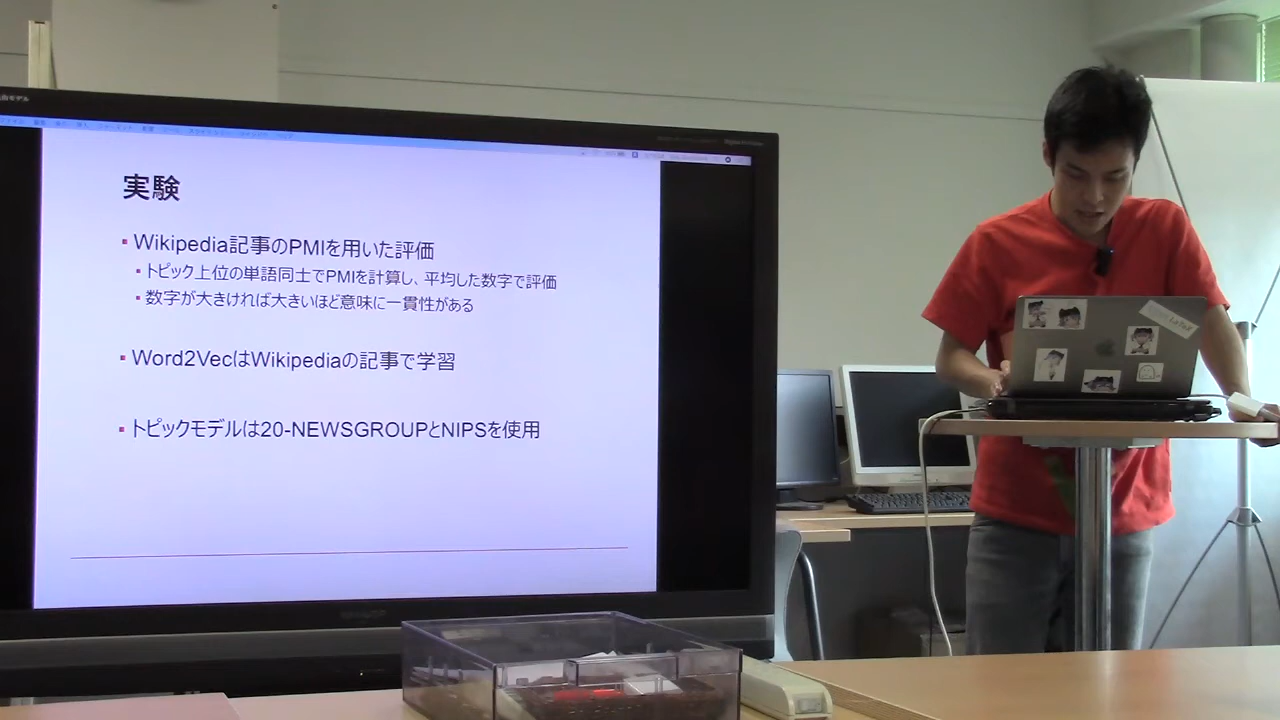 実験
Wikipedia記事のPMIを用いた評価
トピック上位の単語同士でPMIを計算し、平均した数字で評価
数字が大きければ大きいほど意味に一貫性がある
Word2VecはWikipediaの記事で学習
トピックモデルは20-NEWSGROUPとNIPSを使用
SHARP